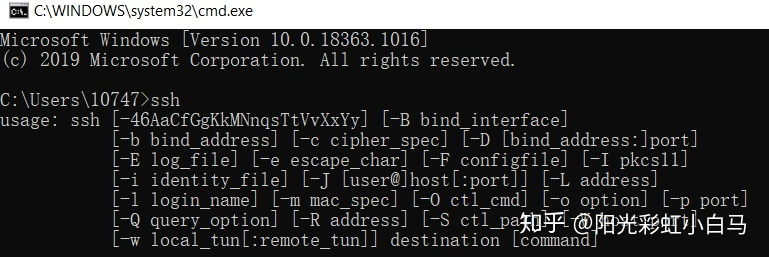 C:\WINDOWS\system32\cmd.exe
Microsoft Windows [Version 10.0.18363.1016]
(c) 2019 Microsoft Corporation. All rights reserved.
C:\Users\10747>ssh
usage: ssh [-46AaCfGgKkMNnqsTtVvXxYy] [-B bind_interface]
[-b bind_address] [-c cipher_spec] [-D [bind_address:]port]
[-E log_file] [-e escape_char] [-F configfile] [-I pkcs11]
[-i identity_file] [-J [user@]host[:port]] [-L address]
[-l login_name] [-m mac_spec] [-O ctl_cmd] [-o option] [-p port]
[-Q query_option] [-R address] [-S ctl_path]
[-w local_tun[:remote_tun]] destination [command]
知乎 @阳光彩虹小白马